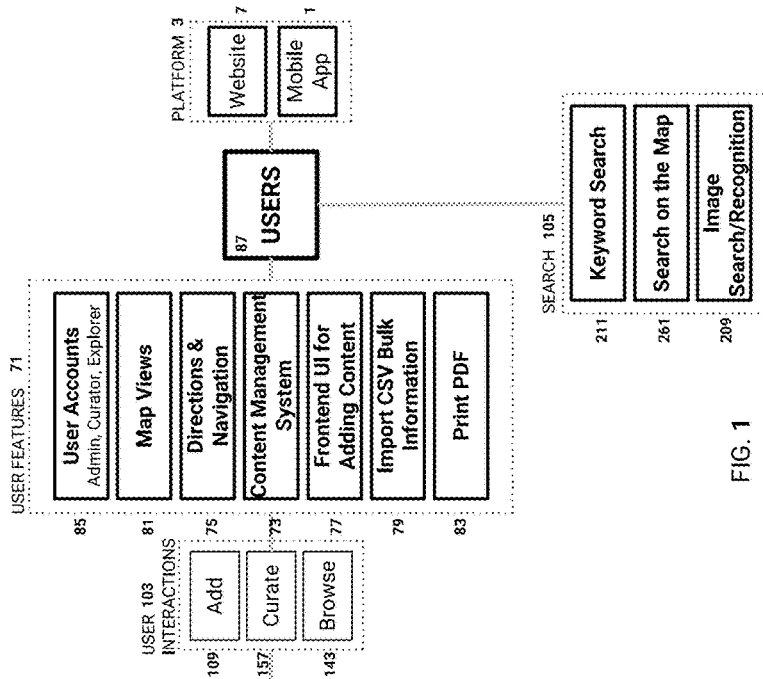 PLATFORM 3
Website
7
Mobile
App
1
87
USERS
USER FEATURES 71
85
User Accounts
Admin, Curator, Explorer
81
Map Views
75
Directions &
Navigation
73
Content Management
System
77
Frontend UI for
Adding Content
79
Import CSV Bulk
Information
83
Print PDF
USER 103
INTERACTIONS
109
Add
157
Curate
143
Browse
SEARCH 105
211
Keyword Search
261
Search on the Map
209
Image
Search/Recognition
FIG. 1